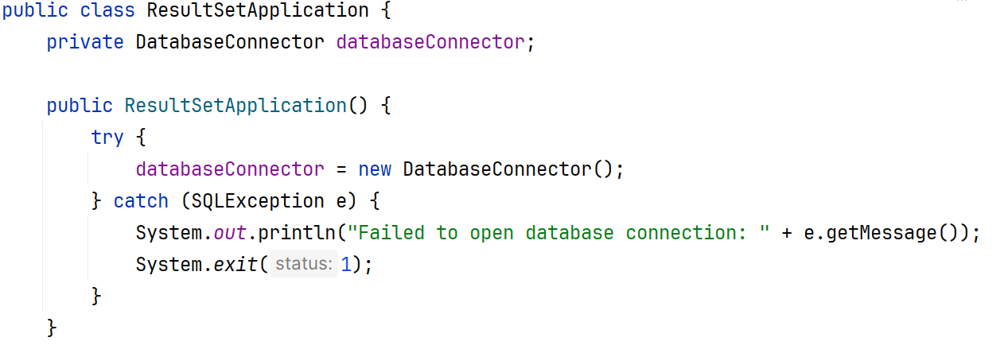 public class ResultSetApplication {
    private DatabaseConnector databaseConnector;

    public ResultSetApplication() {
        try {
            databaseConnector = new DatabaseConnector();
        } catch (SQLException e) {
            System.out.println("Failed to open database connection: " + e.getMessage());
            System.exit( status: 1);
        }
    }